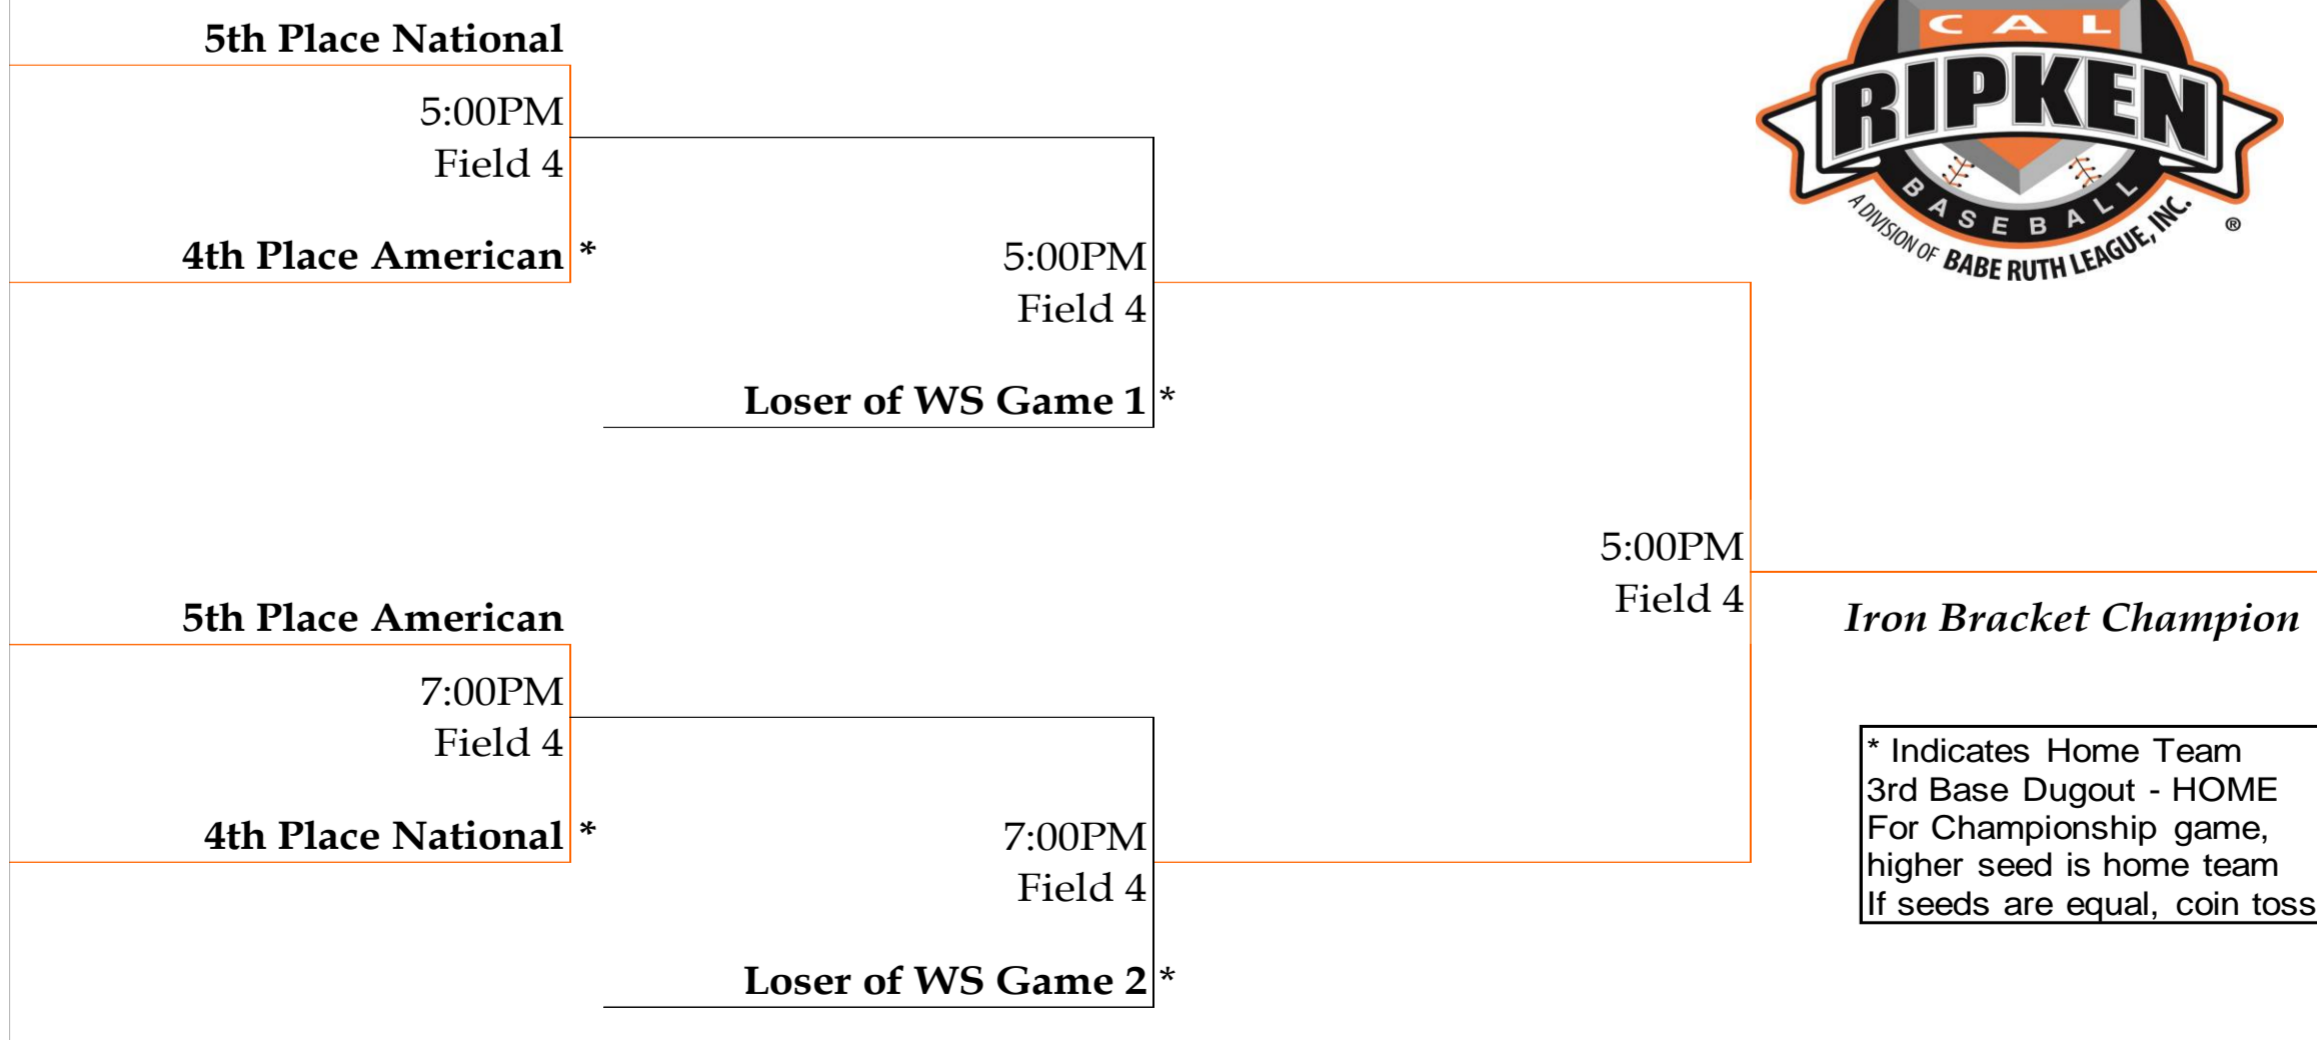 5th Place National
5:00PM
Field 4
4th Place American *
5:00PM
Field 4
Loser of WS Game 1 *
5th Place American
7:00PM
Field 4
4th Place National *
7:00PM
Field 4
Loser of WS Game 2 *
5:00PM
Field 4
Iron Bracket Champion
CAL
RIPKEN
BASEBALL
A DIVISION OF BABE RUTH LEAGUE, INC.
®
* Indicates Home Team
3rd Base Dugout - HOME
For Championship game,
higher seed is home team
If seeds are equal, coin toss